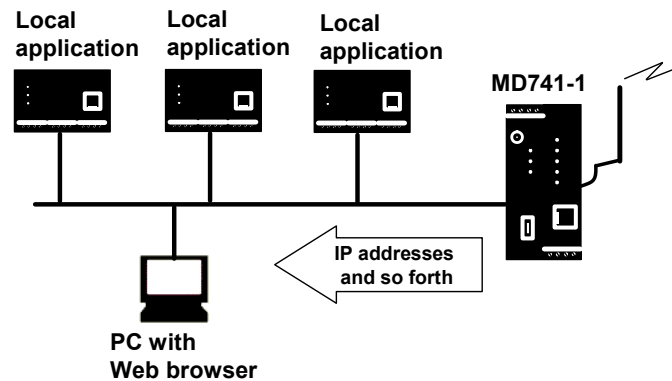 Local
application
Local
application
Local
application
MD741-1
IP addresses
and so forth
PC with
Web browser